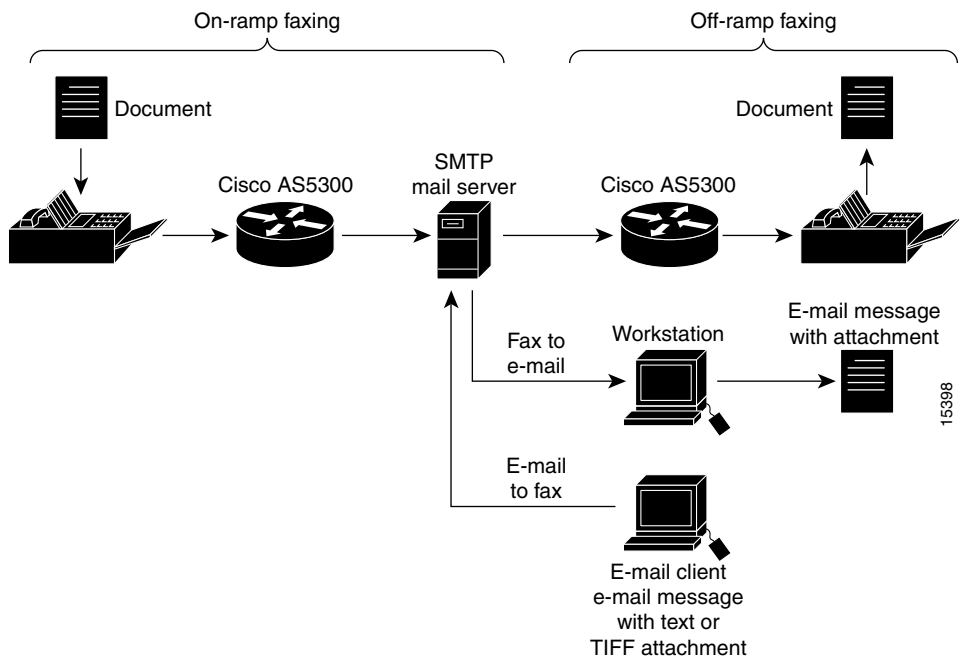 On-ramp faxing
Off-ramp faxing
Document
Document
Cisco AS5300
SMTP
mail server
Cisco AS5300
Fax to
e-mail
Workstation
E-mail message
with attachment
15398
E-mail
to fax
E-mail client
e-mail message
with text or
TIFF attachment